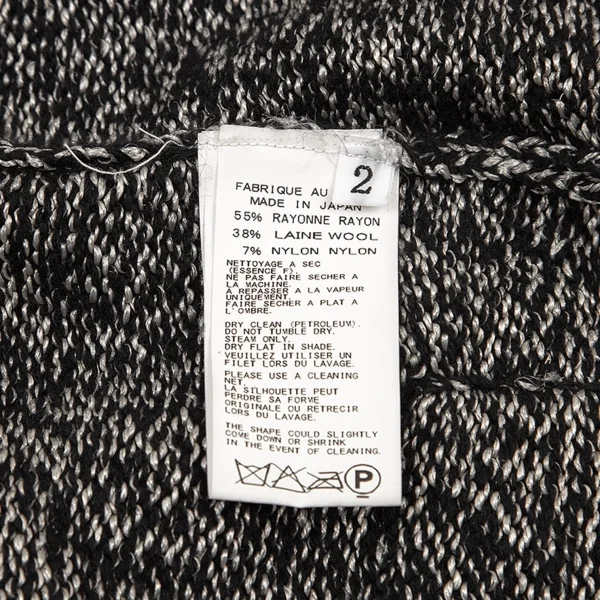 2
FABRIQUE AU
MADE IN JAPAN
55% RAYONNE RAYON
38% LAINE WOOL
7% NYLON NYLON
NETTOYAGE A SEC
(ESSENCE F).
NE PAS FAIRE SECHER A
LA MACHINE.
A REPASSER A LA VAPEUR
UNIQUEMENT.
FAIRE SECHER A PLAT A
L'OMBRE.
DRY CLEAN (PETROLEUM).
DO NOT TUMBLE DRY.
STEAM ONLY.
DRY FLAT IN SHADE.
VEUILLEZ UTILISER UN
FILET LORS DU LAVAGE.
PLEASE USE A CLEANING
NET.
LA SILHOUETTE PEUT
PERDRE SA FORME
ORIGINALE OU RETRECIR
LORS DU LAVAGE.
THE SHAPE COULD SLIGHTLY
COME DOWN OR SHRINK
IN THE EVENT OF CLEANING.
P